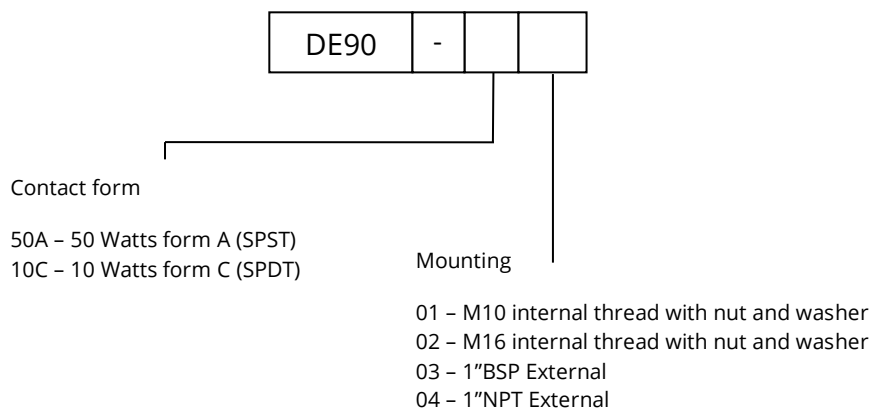 DE90 -
Contact form
50A – 50 Watts form A (SPST)
10C – 10 Watts form C (SPDT)
Mounting
01 – M10 internal thread with nut and washer
02 – M16 internal thread with nut and washer
03 – 1”BSP External
04 – 1”NPT External